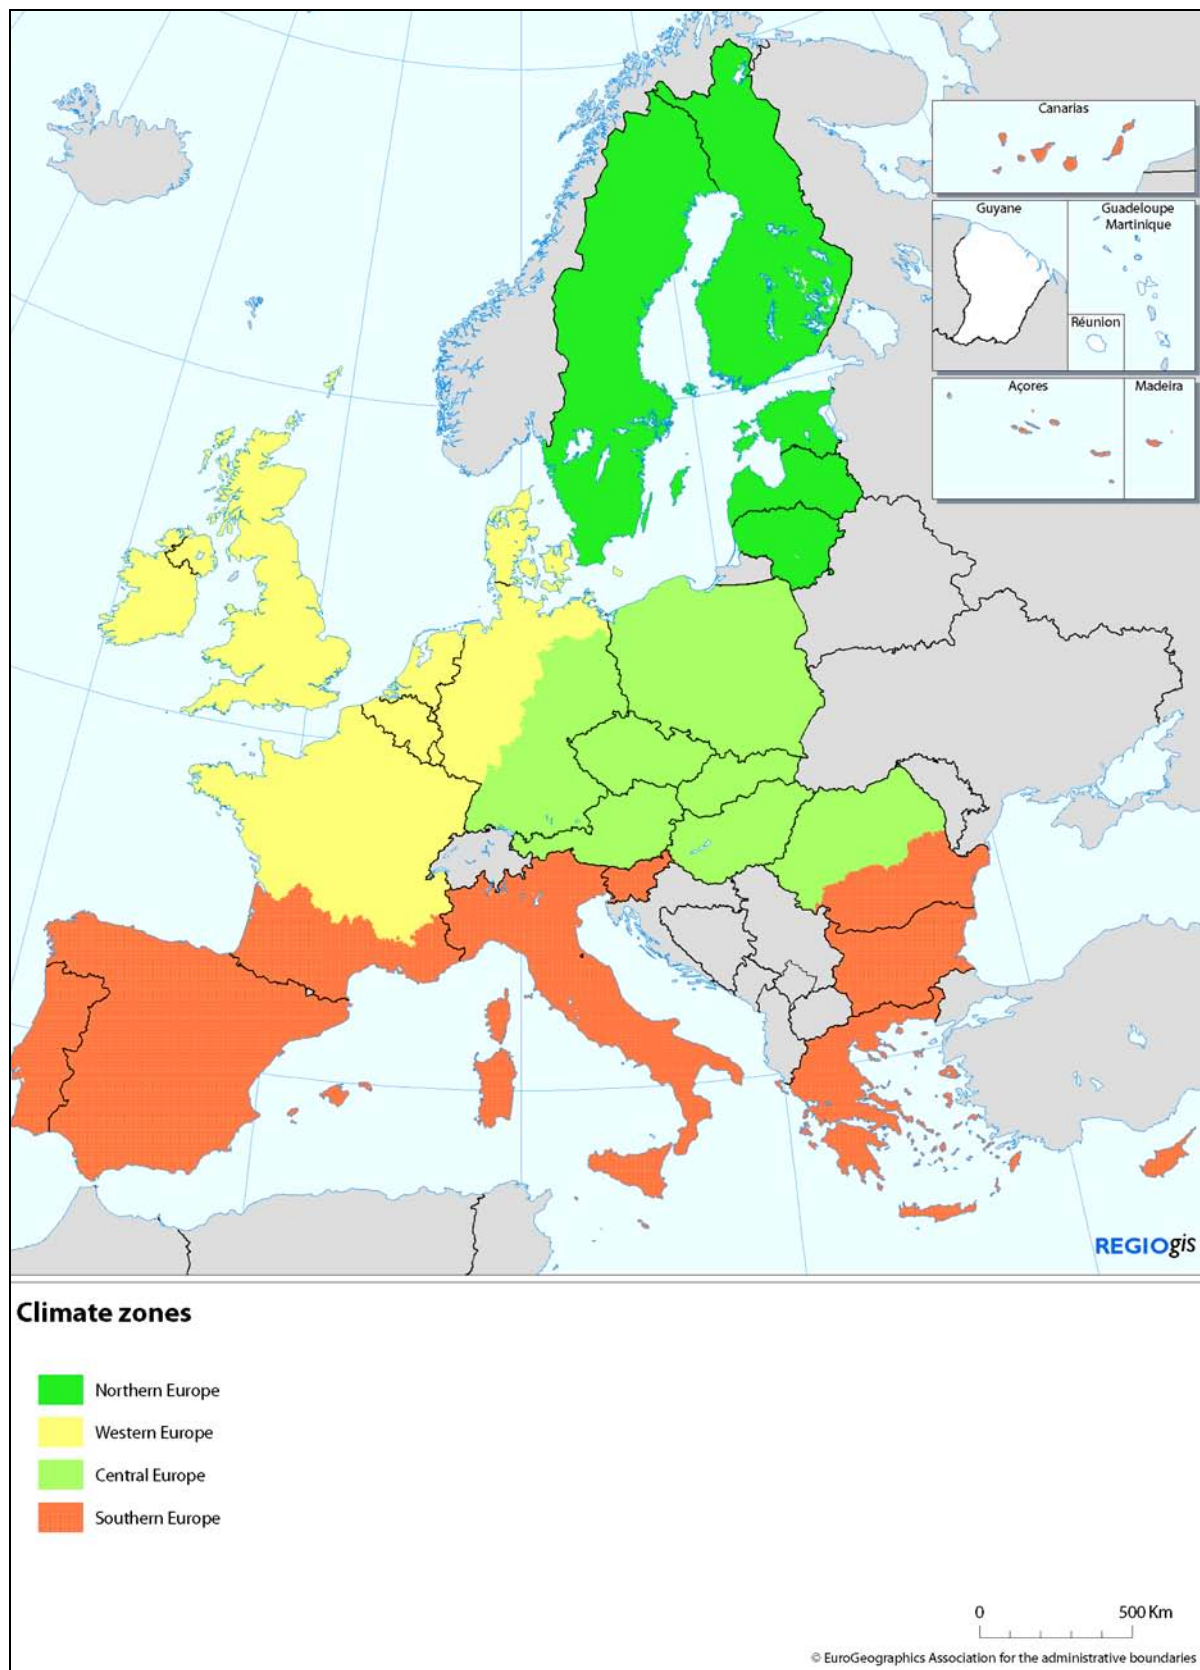 Canarias
Guyane
Guadeloupe
Martinique
Réunion
Açores
Madeira
REGIOgis
Climate zones
Northern Europe
Western Europe
Central Europe
Southern Europe
0
500 Km
© EuroGeographics Association for the administrative boundaries